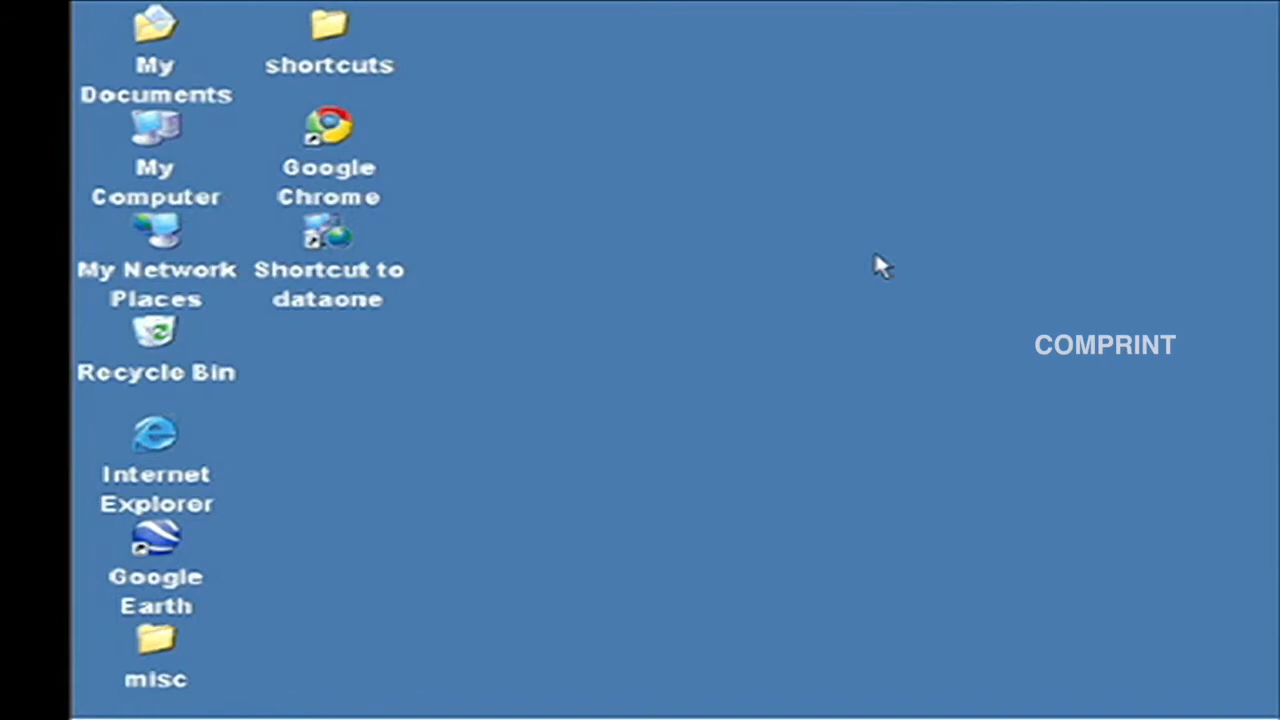 My
Documents
My
Computer
My Network
Places
Recycle Bin
Internet
Explorer
Google
Earth
misc
shortcuts
Google
Chrome
Shortcut to
dataone
COMPRINT